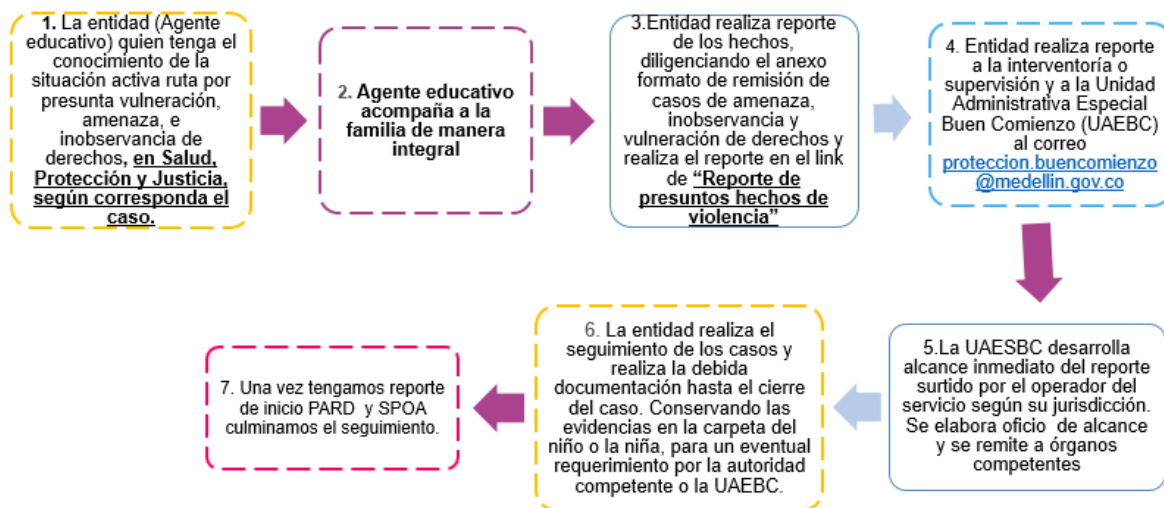 1. La entidad (Agente
educativo) quien tenga el
conocimiento de la
situación activa ruta por
presunta vulneración,
amenaza, e
inobservancia de
derechos, en Salud,
Protección y Justicia,
según corresponda el
caso.
2. Agente educativo
acompaña a la
familia de manera
integral
3.Entidad realiza reporte
de los hechos,
diligenciando el anexo
formato de remisión de
casos de amenaza,
inobservancia y
vulneración de derechos y
realiza el reporte en el link
de “Reporte de
presuntos hechos de
violencia”
4. Entidad realiza reporte
a la interventoría o
supervisión y a la Unidad
Administrativa Especial
Buen Comienzo (UAEBC)
al correo
proteccion.buencomienzo
@medellin.gov.co
5.La UAESBC desarrolla
alcance inmediato del reporte
surtido por el operador del
servicio según su jurisdicción.
Se elabora oficio de alcance
y se remite a órganos
competentes
6. La entidad realiza el
seguimiento de los casos y
realiza la debida
documentación hasta el cierre
del caso. Conservando las
evidencias en la carpeta del
niño o la niña, para un eventual
requerimiento por la autoridad
competente o la UAEBC.
7. Una vez tengamos reporte
de inicio PARD y SPOA
culminamos el seguimiento.